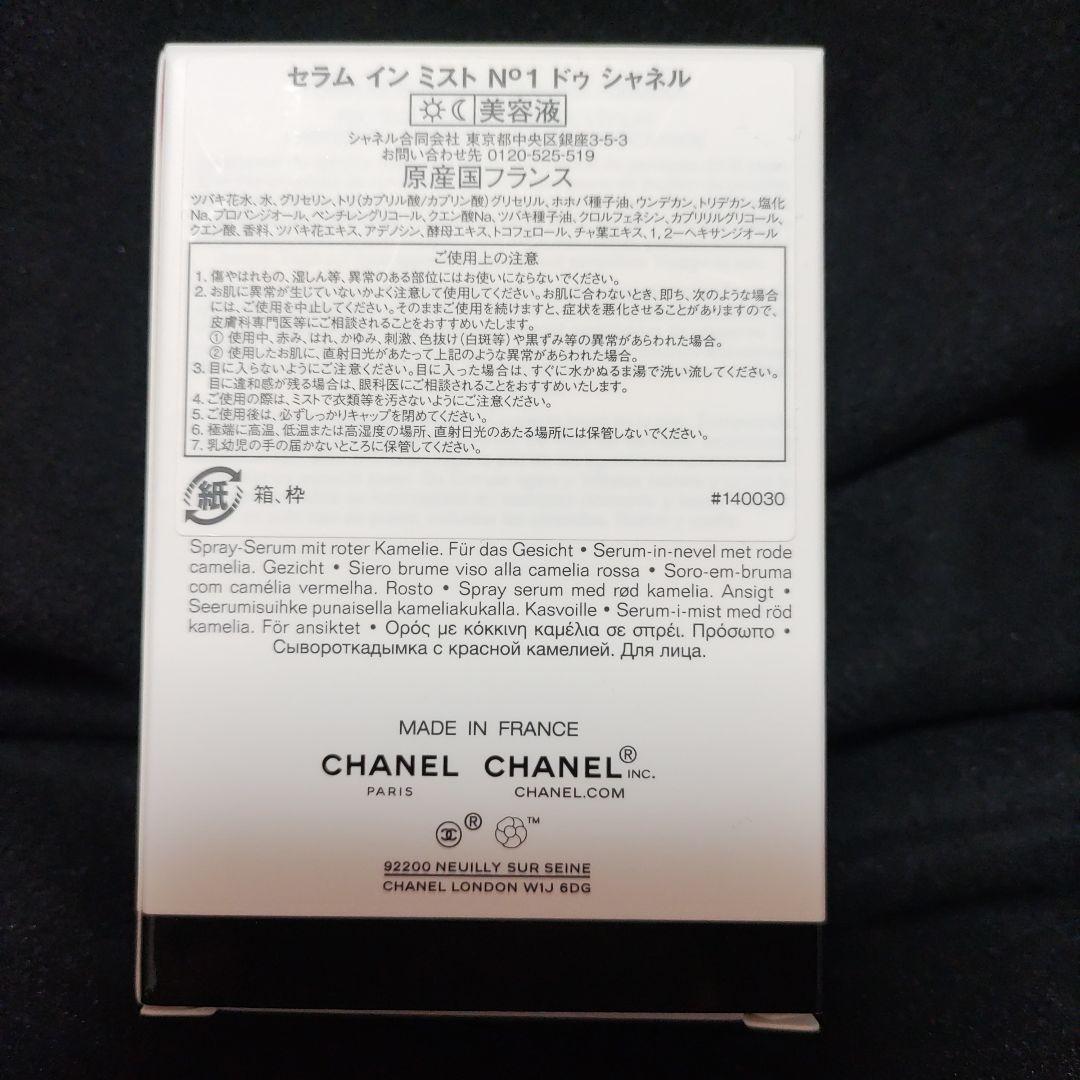 セラム イン ミスト Nº1 ドゥ シャネル
美容液
シャネル合同会社 東京都中央区銀座3-5-3
お問い合わせ先 0120-525-519
原産国フランス
ツバキ花水、水、グリセリン、トリ(カプリル酸/カプリン酸)グリセリル、ホホバ種子油、ウンデカン、トリデカン、塩化
Na、プロパンジオール、ペンチレングリコール、クエン酸Na、ツバキ種子油、クロルフェネシン、カプリリルグリコール、
クエン酸、香料、ツバキ花エキス、アデノシン、酵母エキス、トコフェロール、チャ葉エキス、1, 2-ヘキサンジオール
ご使用上の注意
1. 傷やはれもの、湿しん等、異常のある部位にはお使いにならないでください。
2. お肌に異常が生じていないかよく注意して使用してください。お肌に合わないとき、即ち、次のような場合
には、ご使用を中止してください。そのままご使用を続けますと、症状を悪化させることがありますので、
皮膚科専門医等にご相談されることをおすすめいたします。
① 使用中、赤み、はれ、かゆみ、刺激、色抜け(白斑等)や黒ずみ等の異常があらわれた場合。
② 使用したお肌に、直射日光があたって上記のような異常があらわれた場合。
3. 目に入らないようにご注意ください。目に入った場合は、すぐに水かぬるま湯で洗い流してください。
目に違和感が残る場合は、眼科医にご相談されることをおすすめいたします。
4. ご使用の際は、ミストで衣類等を汚さないようにご注意ください。
5. ご使用後は、必ずしっかりキャップを閉めてください。
6. 極端に高温、低温または高湿度の場所、直射日光のあたる場所には保管しないでください。
7. 乳幼児の手の届かないところに保管してください。
紙 箱、枠 #140030
Spray-Serum mit roter Kamelie. Für das Gesicht • Serum-in-nevel met rode
camelia. Gezicht • Siero brume viso alla camelia rossa • Soro-em-bruma
com camélia vermelha. Rosto • Spray serum med rød kamelia. Ansigt •
Seerumisuihke punaisella kameliakukalla. Kasvoille • Serum-i-mist med röd
kamelia. För ansiktet • Ορός με κόκκινη καμέλια σε σπρέι. Πρόσωπο •
Сывороткадымка с красной камелией. Для лица.
MADE IN FRANCE
CHANEL CHANEL® INC.
PARIS CHANEL.COM
® ™
92200 NEUILLY SUR SEINE
CHANEL LONDON W1J 6DG